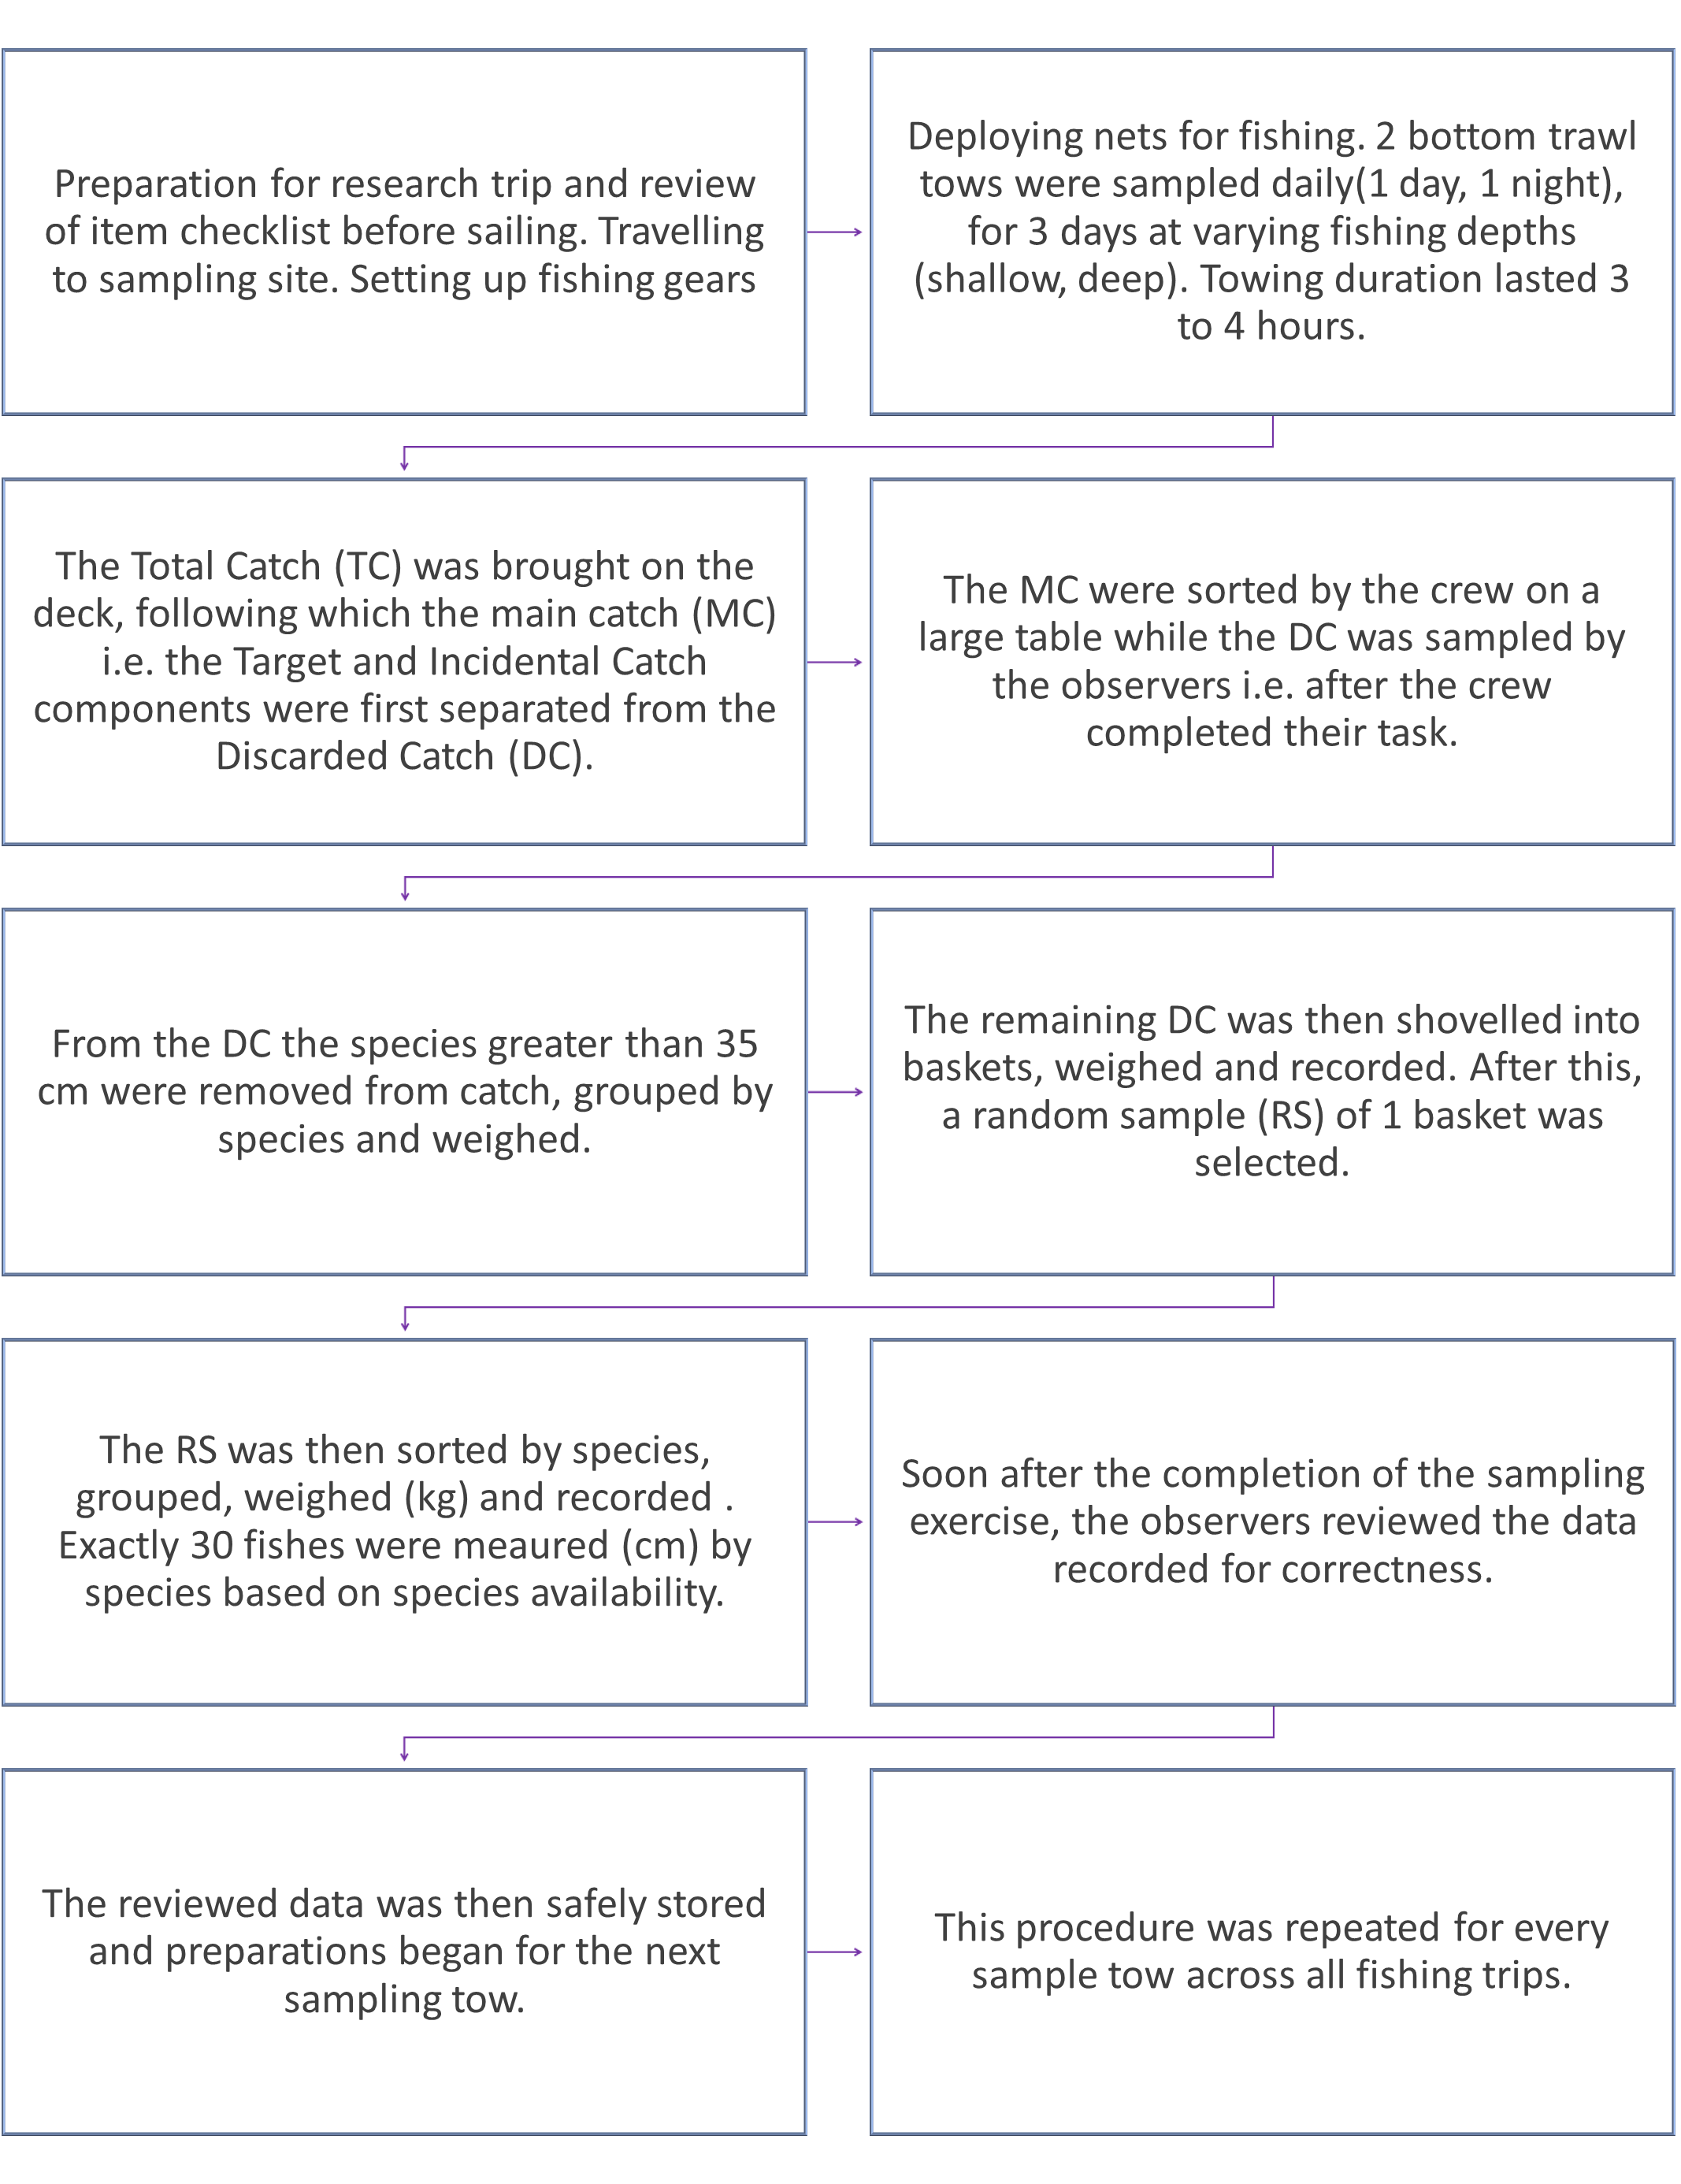 Preparation for research trip and review
of item checklist before sailing. Travelling
to sampling site. Setting up fishing gears
Deploying nets for fishing. 2 bottom trawl
tows were sampled daily(1 day, 1 night),
for 3 days at varying fishing depths
(shallow, deep). Towing duration lasted 3
to 4 hours.
The Total Catch (TC) was brought on the
deck, following which the main catch (MC)
i.e. the Target and Incidental Catch
components were first separated from the
Discarded Catch (DC).
The MC were sorted by the crew on a
large table while the DC was sampled by
the observers i.e. after the crew
completed their task.
From the DC the species greater than 35
cm were removed from catch, grouped by
species and weighed.
The remaining DC was then shovelled into
baskets, weighed and recorded. After this,
a random sample (RS) of 1 basket was
selected.
The RS was then sorted by species,
grouped, weighed (kg) and recorded .
Exactly 30 fishes were meaured (cm) by
species based on species availability.
Soon after the completion of the sampling
exercise, the observers reviewed the data
recorded for correctness.
The reviewed data was then safely stored
and preparations began for the next
sampling tow.
This procedure was repeated for every
sample tow across all fishing trips.